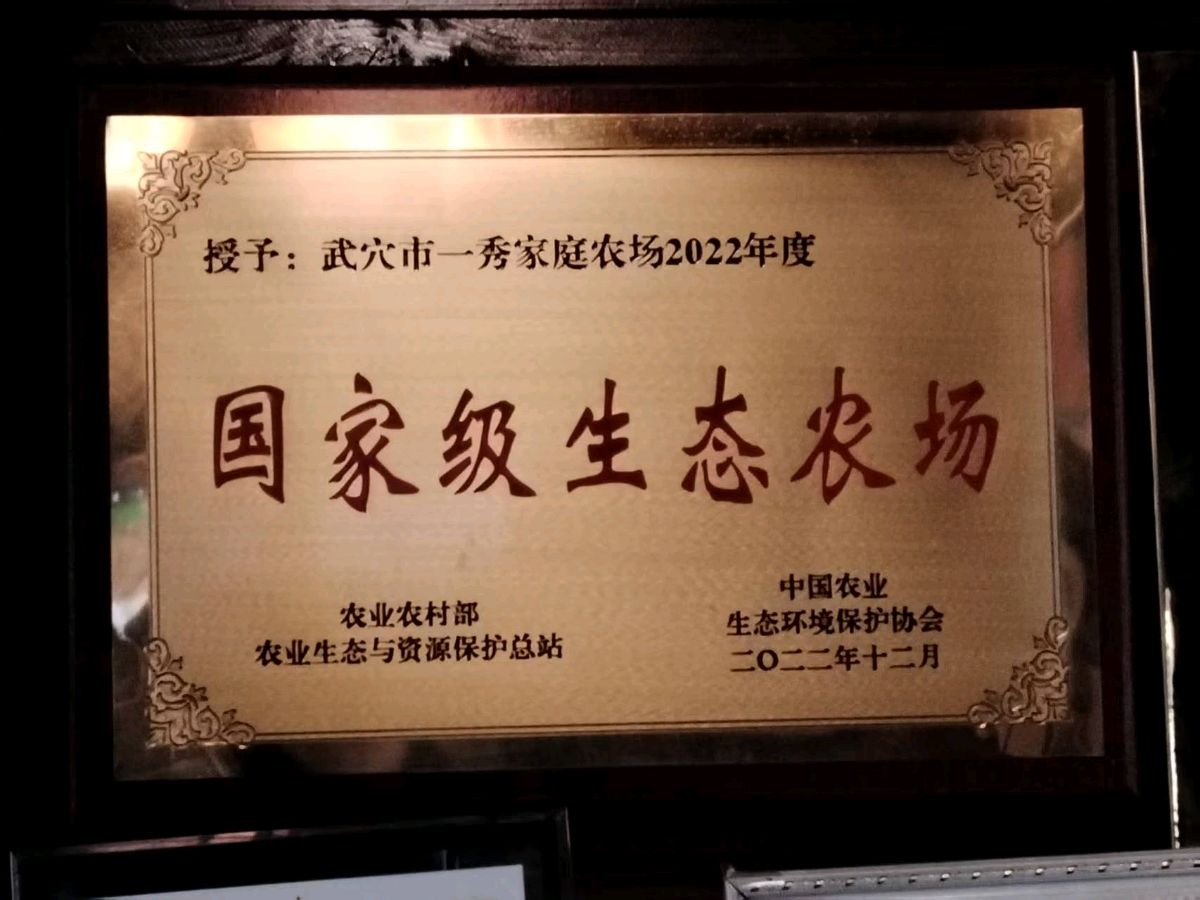 授予：武穴市一秀家庭农场2022年度
国家级生态农场
农业农村部
农业生态与资源保护总站
中国农业
生态环境保护协会
二〇二二年十二月